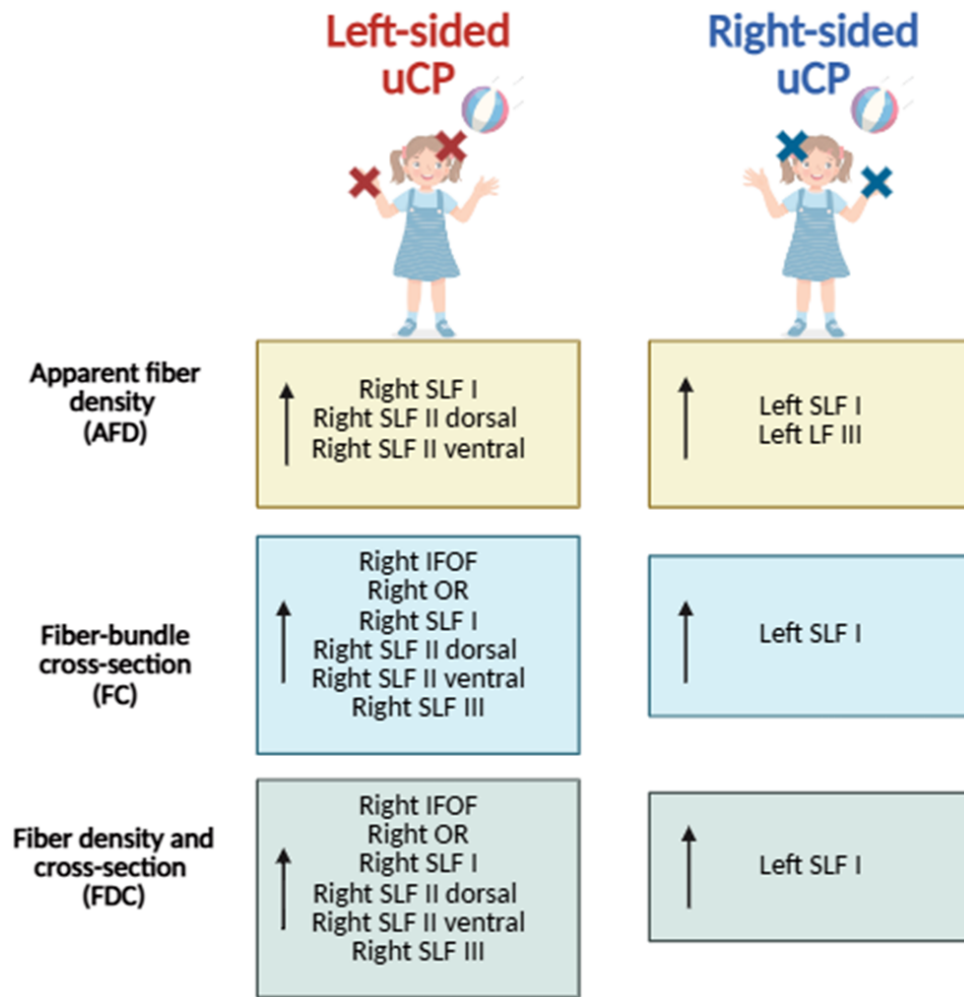 Left-sided
uCP
Right-sided
uCP
Apparent fiber
density
(AFD)
Right SLF I
Right SLF II dorsal
Right SLF II ventral
Left SLF I
Left LF III
Fiber-bundle
cross-section
(FC)
Right IFOF
Right OR
Right SLF I
Right SLF II dorsal
Right SLF II ventral
Right SLF III
Left SLF I
Fiber density and
cross-section
(FDC)
Right IFOF
Right OR
Right SLF I
Right SLF II dorsal
Right SLF II ventral
Right SLF III
Left SLF I